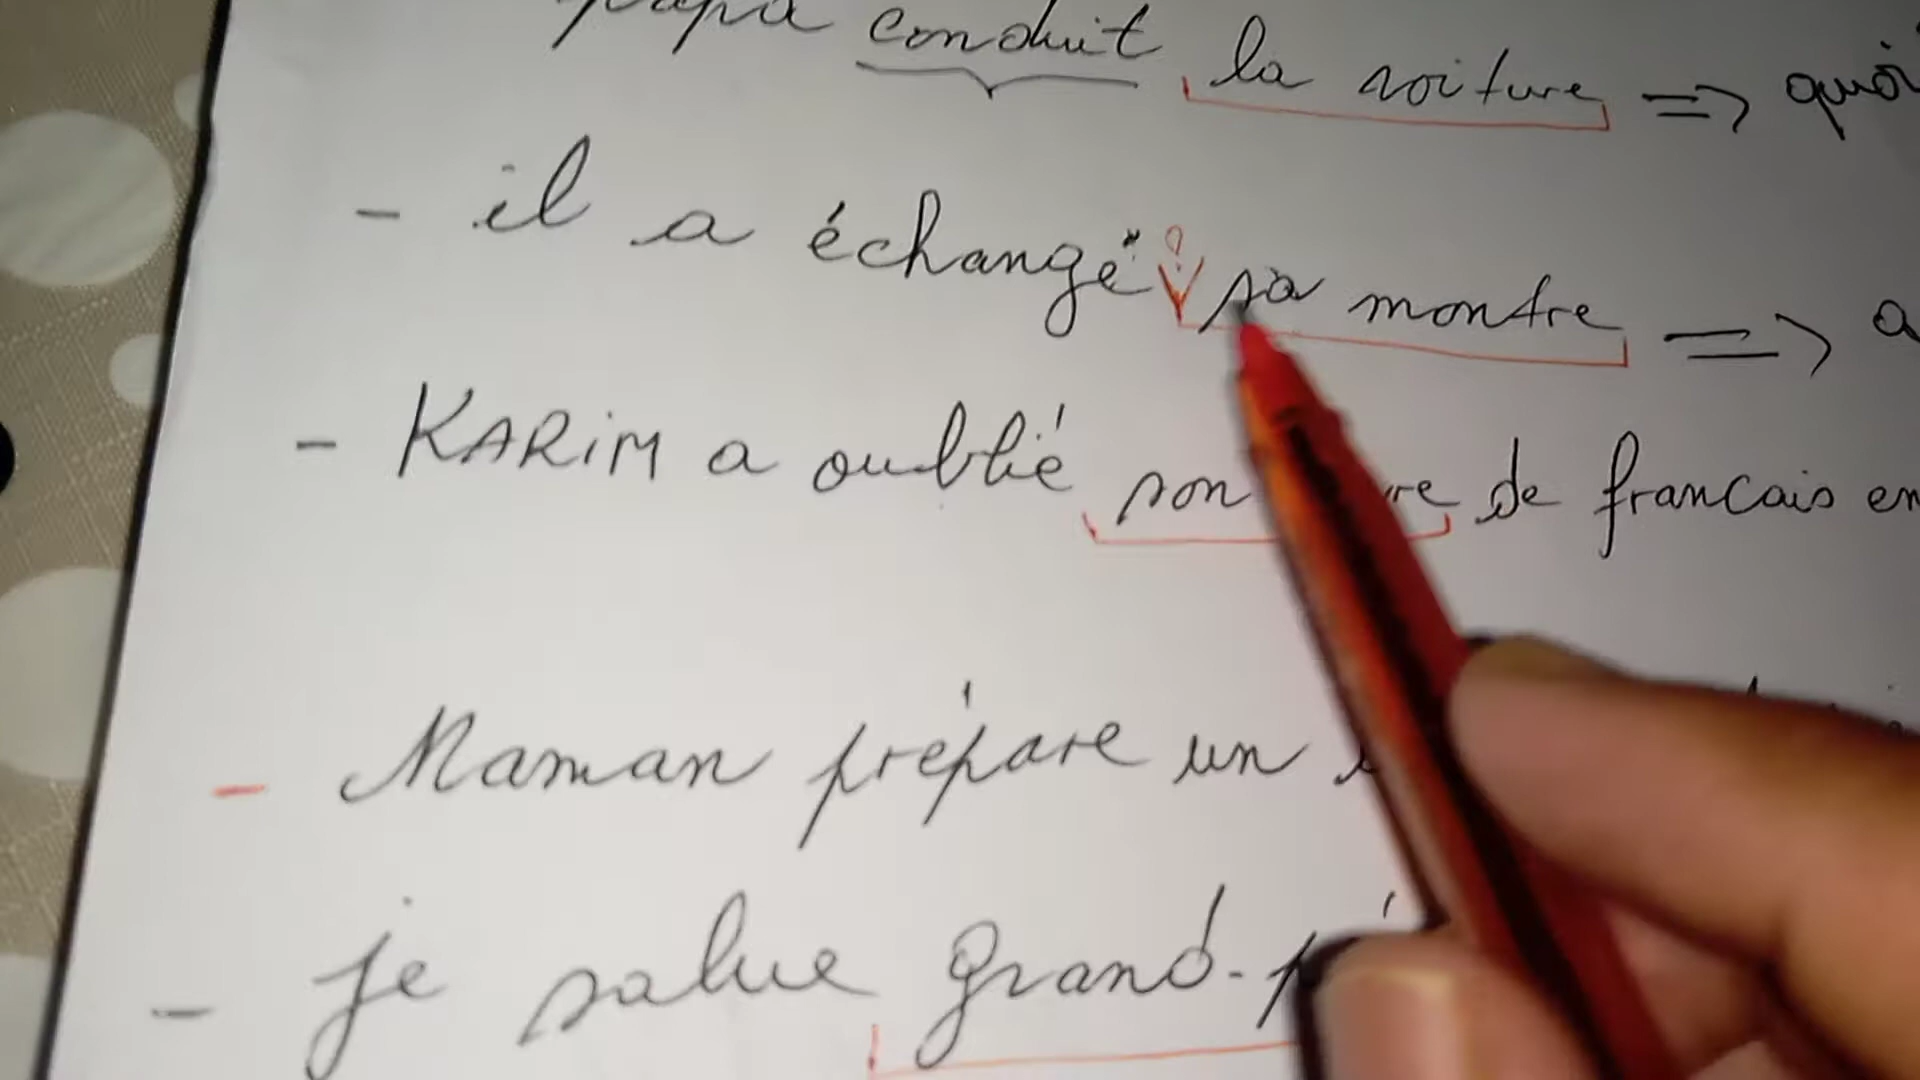 papa conduit la voiture => quoi
- il a échangé sa montre => a
- KARiM a oublié son re de francais en
- Maman prépare un
- je salue grand-p